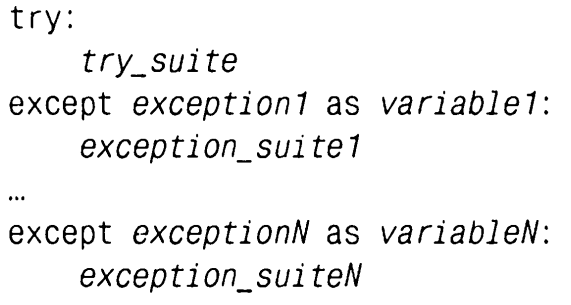 try:
    try_suite
except exception1 as variable1:
    exception_suite1
…
except exceptionN as variableN:
    exception_suiteN